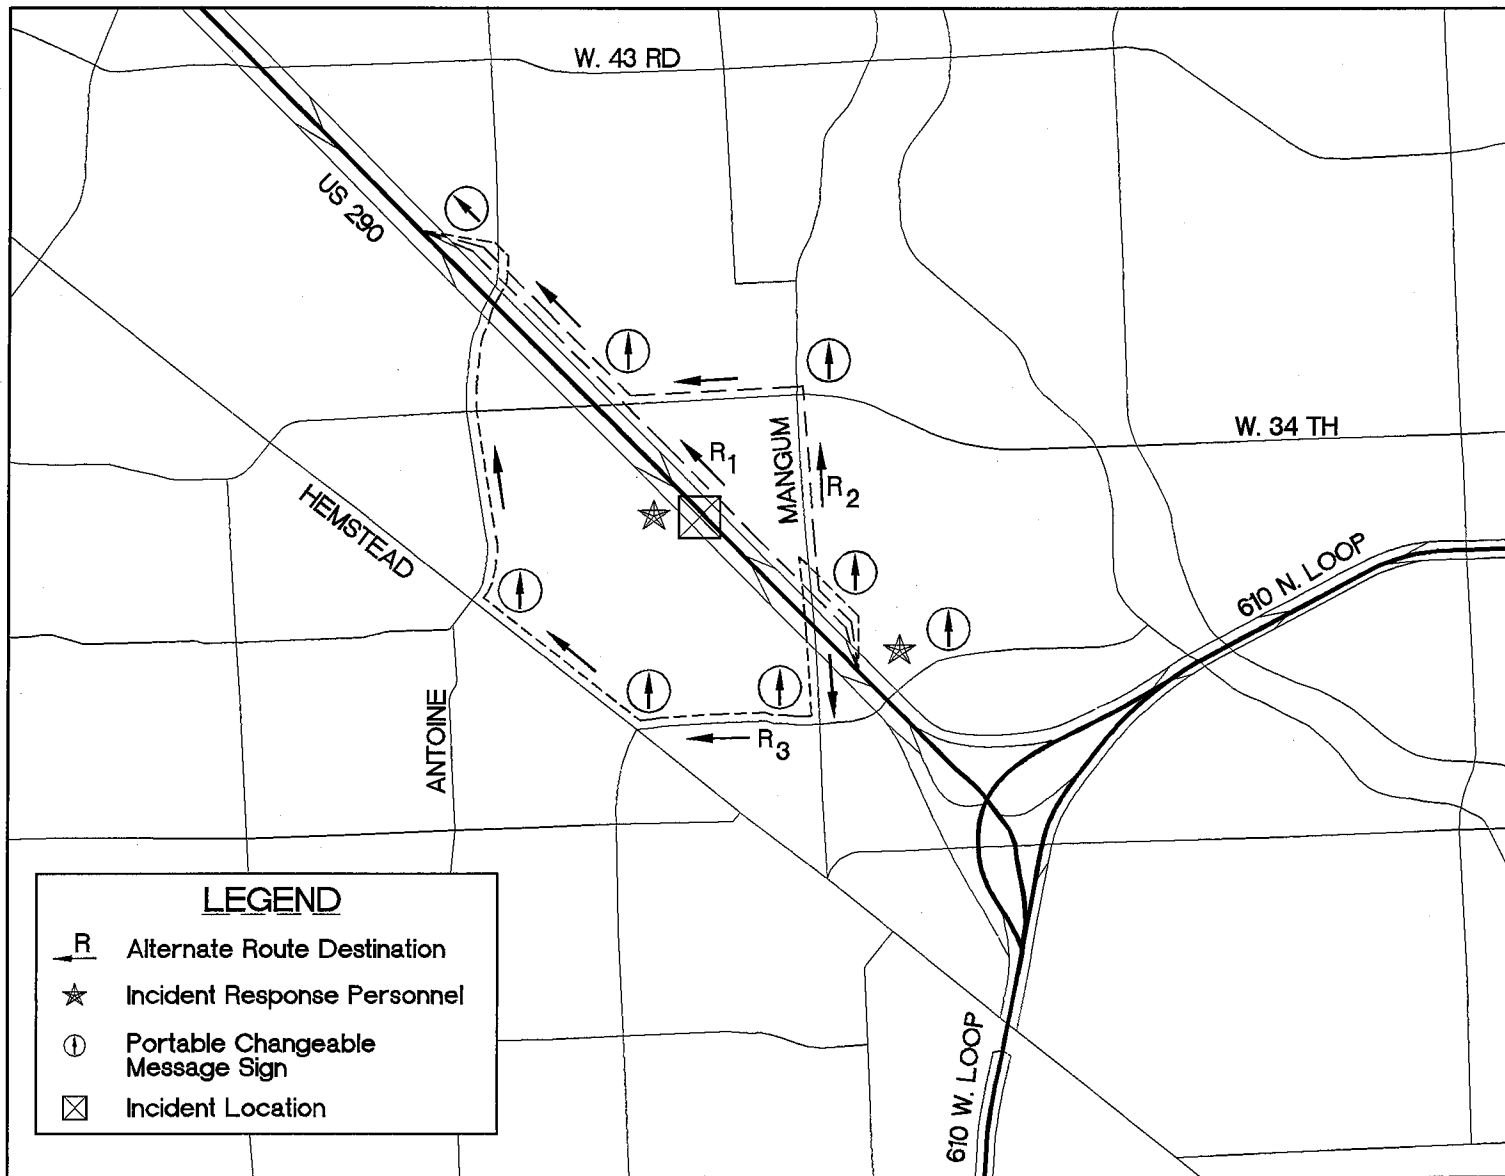 W. 43 RD
US 290
W. 34 TH
MANGUM
R1
R2
HEMSTEAD
610 N. LOOP
ANTOINE
R3
610 W. LOOP
LEGEND
R Alternate Route Destination
Incident Response Personnel
Portable Changeable
Message Sign
Incident Location